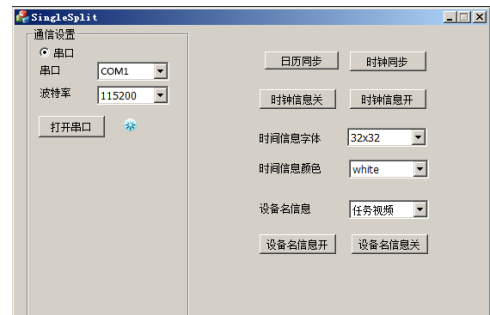 SingleSplit
通信设置
串口
串口 COM1
波特率 115200
打开串口
日历同步 时钟同步
时钟信息关 时钟信息开
时间信息字体 32x32
时间信息颜色 white
设备名信息 任务视频
设备名信息开 设备名信息关